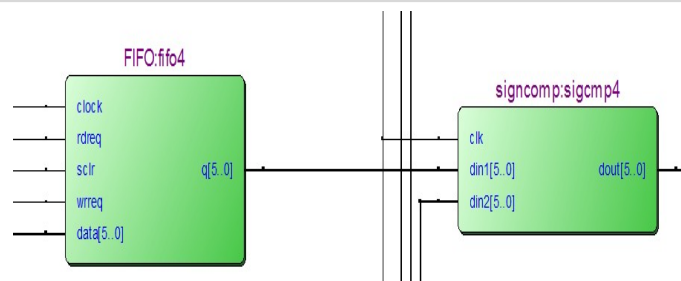 FIFO:fifo4
clock
rdreq
sclr
q[5..0]
wrreq
data[5..0]
signcomp:sigcmp4
clk
din1[5..0]
dout[5..0]
din2[5..0]